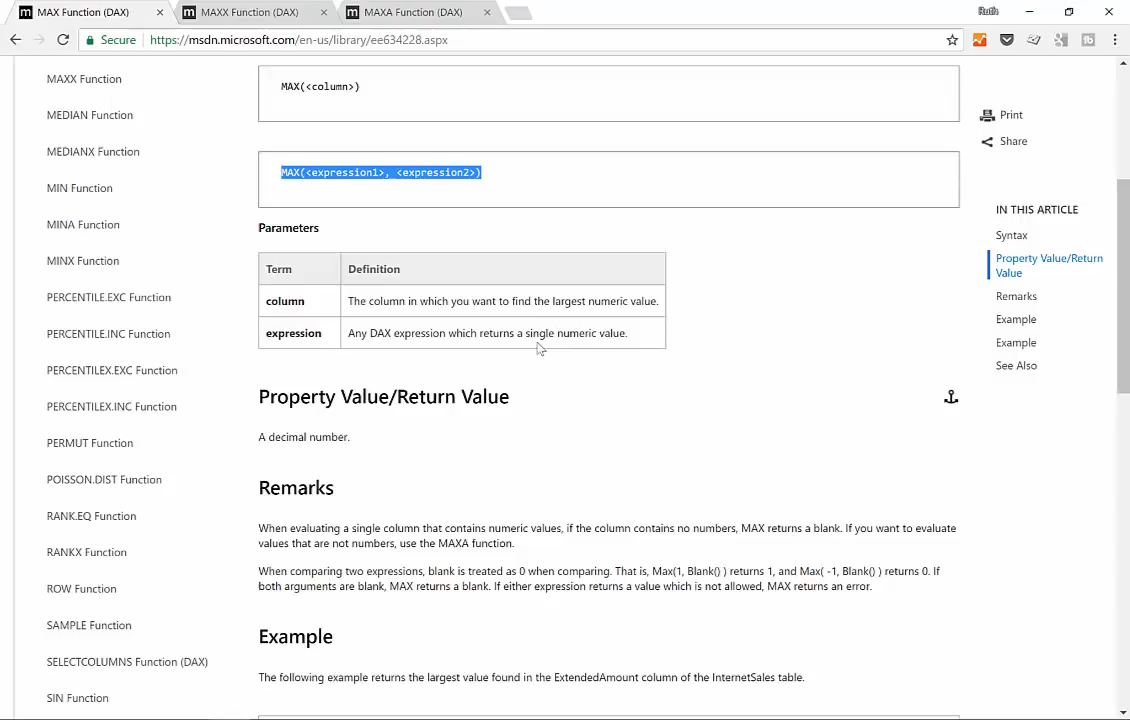 MAX Function (DAX)
MAXX Function (DAX)
MAXA Function (DAX)
Ruth
Secure
https://msdn.microsoft.com/en-us/library/ee634228.aspx
MAXX Function
MEDIAN Function
MEDIANX Function
MIN Function
MINA Function
MINX Function
PERCENTILE.EXC Function
PERCENTILE.INC Function
PERCENTILEX.EXC Function
PERCENTILEX.INC Function
PERMUT Function
POISSON.DIST Function
RANK.EQ Function
RANKX Function
ROW Function
SAMPLE Function
SELECTCOLUMNS Function (DAX)
SIN Function
MAX(<column>)
MAX(<expression1>, <expression2>)
Parameters
Term Definition
column The column in which you want to find the largest numeric value.
expression Any DAX expression which returns a single numeric value.
Property Value/Return Value
A decimal number.
Remarks
When evaluating a single column that contains numeric values, if the column contains no numbers, MAX returns a blank. If you want to evaluate
values that are not numbers, use the MAXA function.
When comparing two expressions, blank is treated as 0 when comparing. That is, Max(1, Blank() ) returns 1, and Max( -1, Blank() ) returns 0. If
both arguments are blank, MAX returns a blank. If either expression returns a value which is not allowed, MAX returns an error.
Example
The following example returns the largest value found in the ExtendedAmount column of the InternetSales table.
Print
Share
IN THIS ARTICLE
Syntax
Property Value/Return
Value
Remarks
Example
Example
See Also